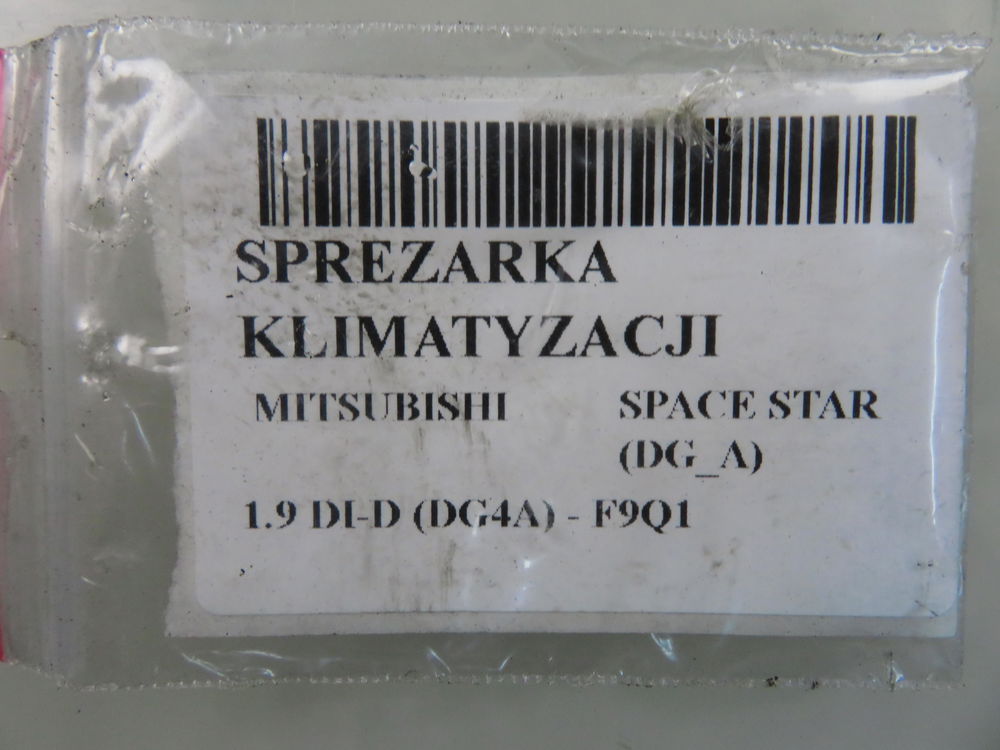 SPREZARKA
KLIMATYZACJI
MITSUBISHI SPACE STAR
(DG_A)
1.9 DI-D (DG4A) - F9Q1